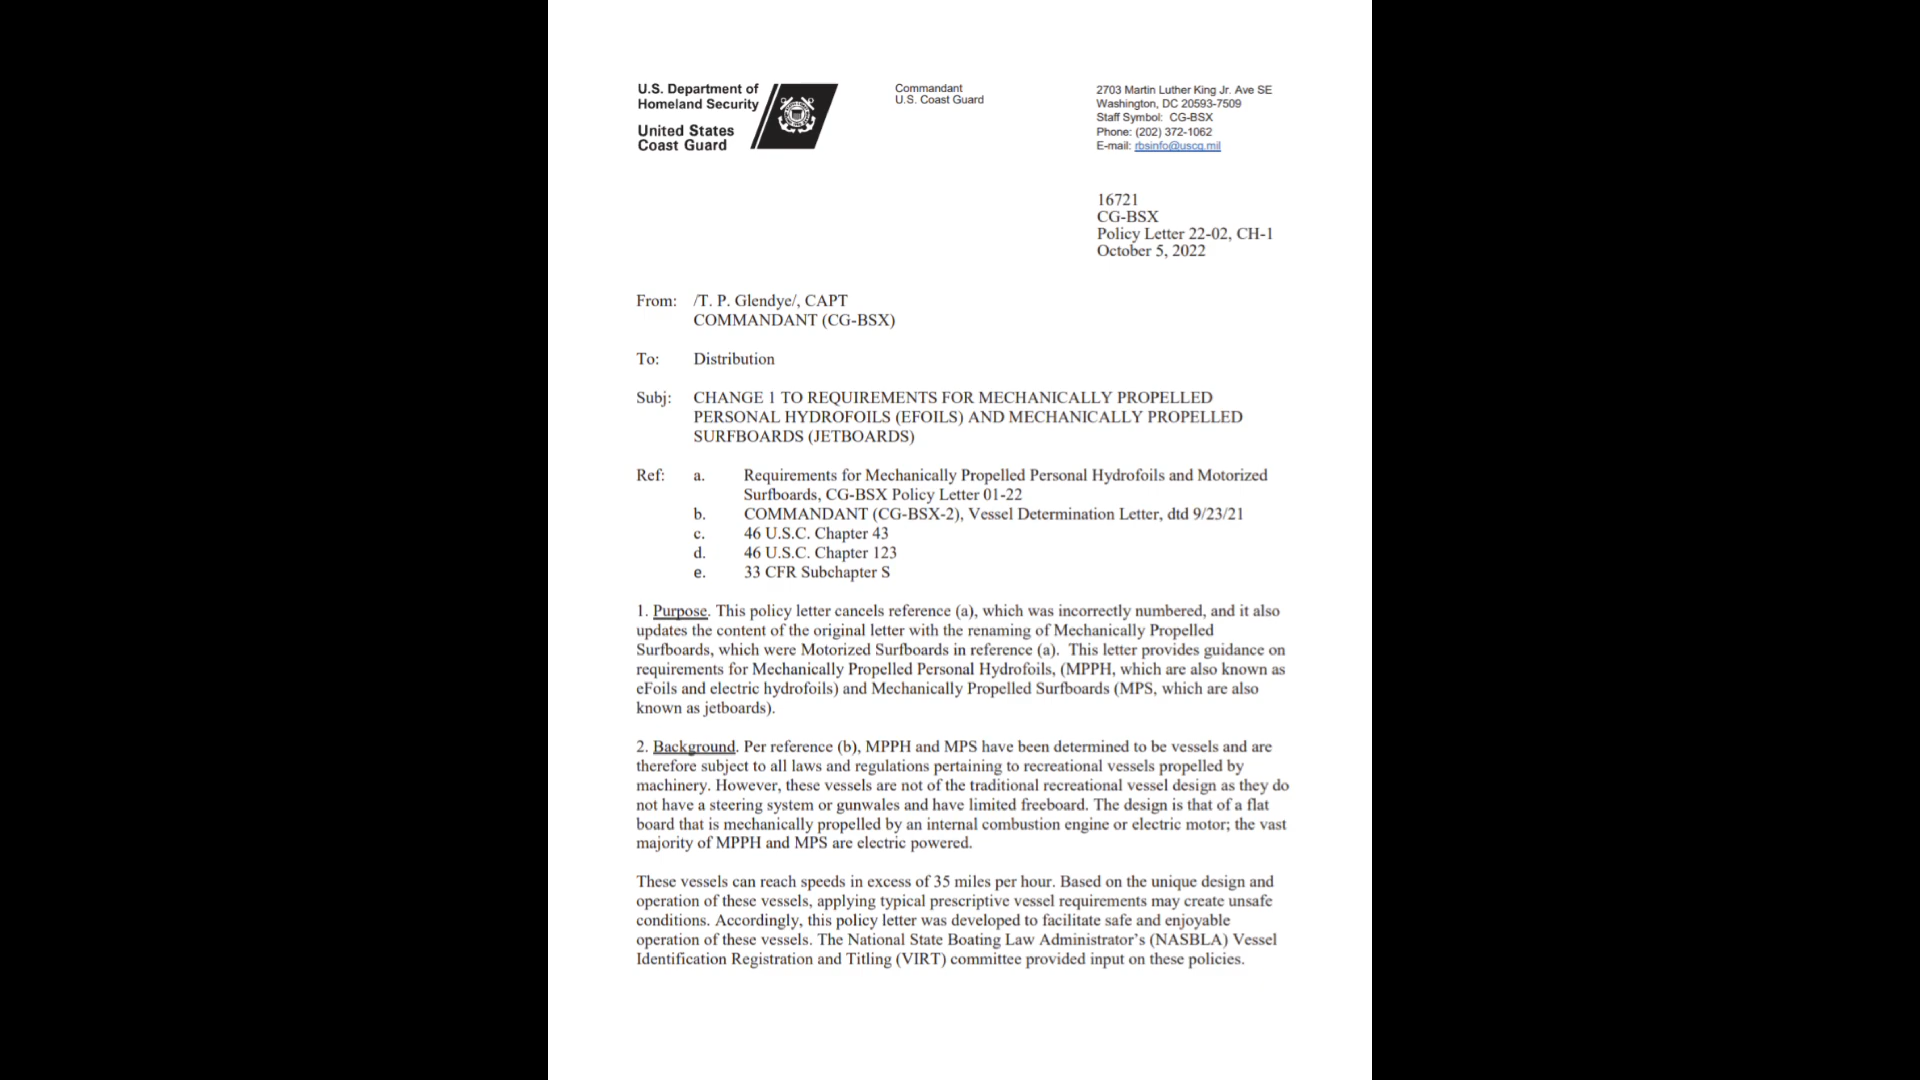 U.S. Department of
Homeland Security
United States
Coast Guard
Commandant
U.S. Coast Guard
2703 Martin Luther King Jr. Ave SE
Washington, DC 20593-7509
Staff Symbol: CG-BSX
Phone: (202) 372-1062
E-mail: rbsinfo@uscg.mil
16721
CG-BSX
Policy Letter 22-02, CH-1
October 5, 2022
From: /T. P. Glendye/, CAPT
COMMANDANT (CG-BSX)
To: Distribution
Subj: CHANGE 1 TO REQUIREMENTS FOR MECHANICALLY PROPELLED
PERSONAL HYDROFOILS (EFOILS) AND MECHANICALLY PROPELLED
SURFBOARDS (JETBOARDS)
Ref: a. Requirements for Mechanically Propelled Personal Hydrofoils and Motorized
Surfboards, CG-BSX Policy Letter 01-22
b. COMMANDANT (CG-BSX-2), Vessel Determination Letter, dtd 9/23/21
c. 46 U.S.C. Chapter 43
d. 46 U.S.C. Chapter 123
e. 33 CFR Subchapter S
1. Purpose. This policy letter cancels reference (a), which was incorrectly numbered, and it also
updates the content of the original letter with the renaming of Mechanically Propelled
Surfboards, which were Motorized Surfboards in reference (a). This letter provides guidance on
requirements for Mechanically Propelled Personal Hydrofoils, (MPPH, which are also known as
eFoils and electric hydrofoils) and Mechanically Propelled Surfboards (MPS, which are also
known as jetboards).
2. Background. Per reference (b), MPPH and MPS have been determined to be vessels and are
therefore subject to all laws and regulations pertaining to recreational vessels propelled by
machinery. However, these vessels are not of the traditional recreational vessel design as they do
not have a steering system or gunwales and have limited freeboard. The design is that of a flat
board that is mechanically propelled by an internal combustion engine or electric motor; the vast
majority of MPPH and MPS are electric powered.
These vessels can reach speeds in excess of 35 miles per hour. Based on the unique design and
operation of these vessels, applying typical prescriptive vessel requirements may create unsafe
conditions. Accordingly, this policy letter was developed to facilitate safe and enjoyable
operation of these vessels. The National State Boating Law Administrator's (NASBLA) Vessel
Identification Registration and Titling (VIRT) committee provided input on these policies.